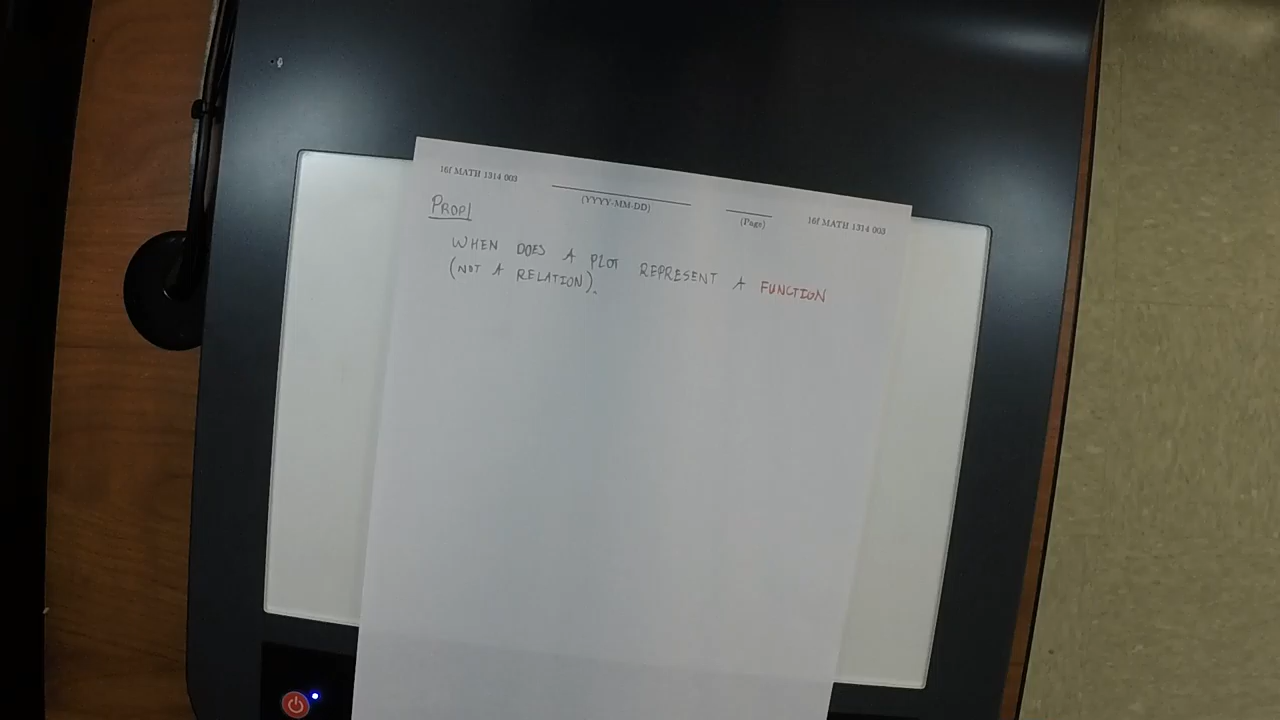 16f MATH 1314 003
(YYYY-MM-DD)
(Page)
16f MATH 1314 003
PROP|
WHEN DOES A PLOT REPRESENT A FUNCTION
(NOT A RELATION).